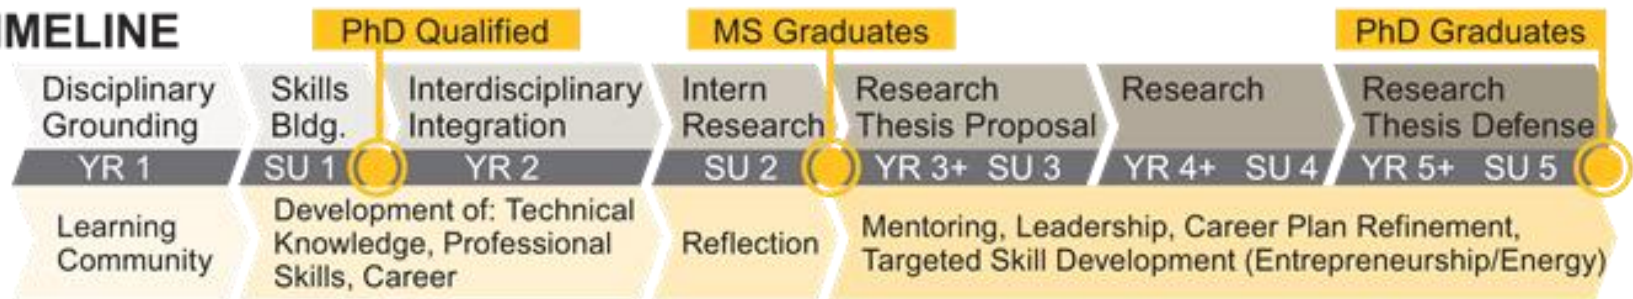 IMELINE
PhD Qualified
MS Graduates
PhD Graduates
Disciplinary
Grounding
Skills
Bldg.
Interdisciplinary
Integration
Intern
Research
Research
Thesis Proposal
Research
Research
Thesis Defense
YR 1
SU 1
YR 2
SU 2
YR 3+ SU 3
YR 4+ SU 4
YR 5+ SU 5
Learning
Community
Development of: Technical
Knowledge, Professional
Skills, Career
Reflection
Mentoring, Leadership, Career Plan Refinement,
Targeted Skill Development (Entrepreneurship/Energy)